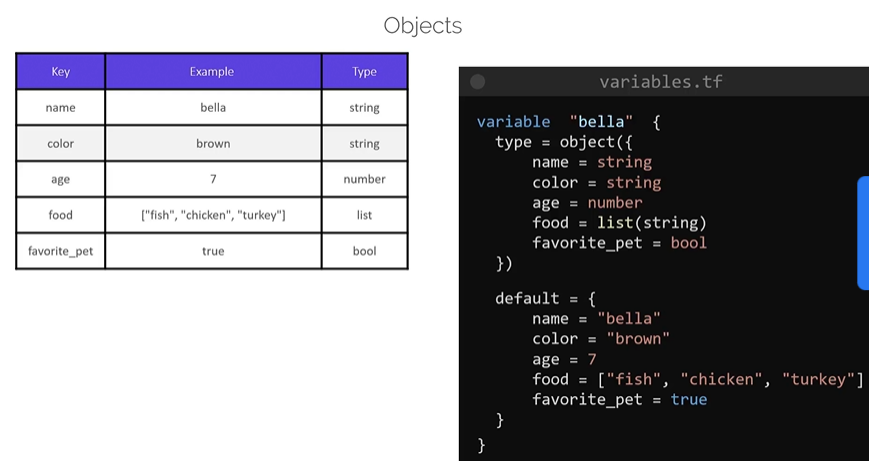 Objects
Key Example Type
name bella string
color brown string
age 7 number
food ["fish", "chicken", "turkey"] list
favorite_pet true bool
variables.tf
variable "bella" {
type = object({
name = string
color = string
age = number
food = list(string)
favorite_pet = bool
})
default = {
name = "bella"
color = "brown"
age = 7
food = ["fish", "chicken", "turkey"]
favorite_pet = true
}
}